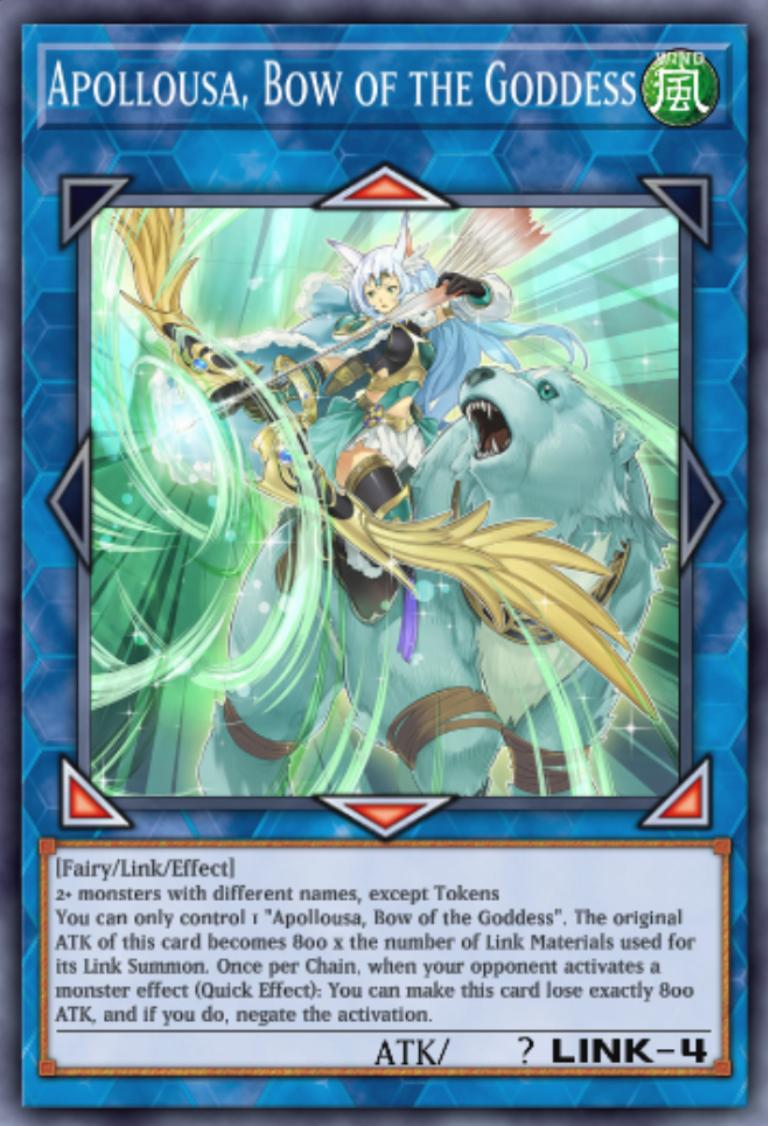 Apollousa, Bow of the Goddess
WIND
風
[Fairy/Link/Effect]
2+ monsters with different names, except Tokens
You can only control 1 "Apollousa, Bow of the Goddess". The original
ATK of this card becomes 800 x the number of Link Materials used for
its Link Summon. Once per Chain, when your opponent activates a
monster effect (Quick Effect): You can make this card lose exactly 800
ATK, and if you do, negate the activation.
ATK/ ? LINK-4